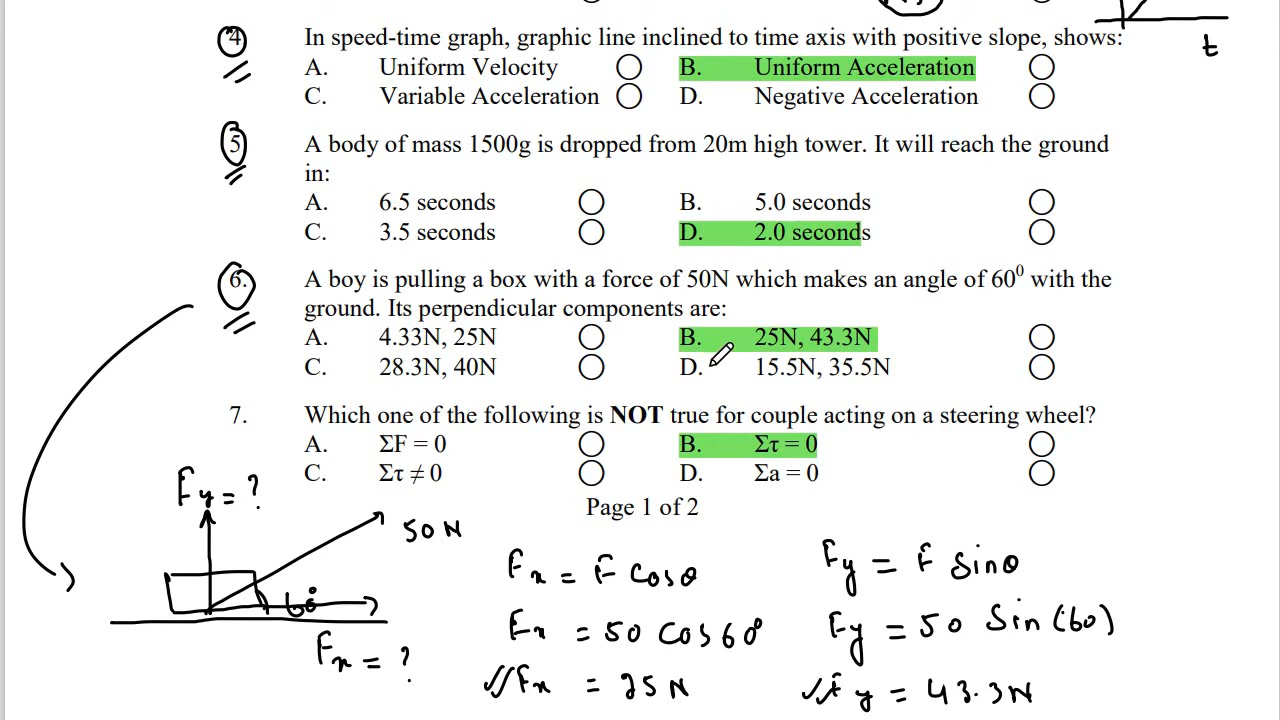 t
4 In speed-time graph, graphic line inclined to time axis with positive slope, shows:
A. Uniform Velocity B. Uniform Acceleration
C. Variable Acceleration D. Negative Acceleration
5 A body of mass 1500g is dropped from 20m high tower. It will reach the ground
in:
A. 6.5 seconds B. 5.0 seconds
C. 3.5 seconds D. 2.0 seconds
6. A boy is pulling a box with a force of 50N which makes an angle of 60⁰ with the
ground. Its perpendicular components are:
A. 4.33N, 25N B. 25N, 43.3N
C. 28.3N, 40N D. 15.5N, 35.5N
7. Which one of the following is NOT true for couple acting on a steering wheel?
A. ΣF = 0 B. Στ = 0
C. Στ ≠ 0 D. Σa = 0
Page 1 of 2
Fy = ?
50 N
60°
Fx = ?
Fx = F Cosθ
Fx = 50 Cos60°
Fx = 25 N
Fy = F Sinθ
Fy = 50 Sin(60)
Fy = 43.3N